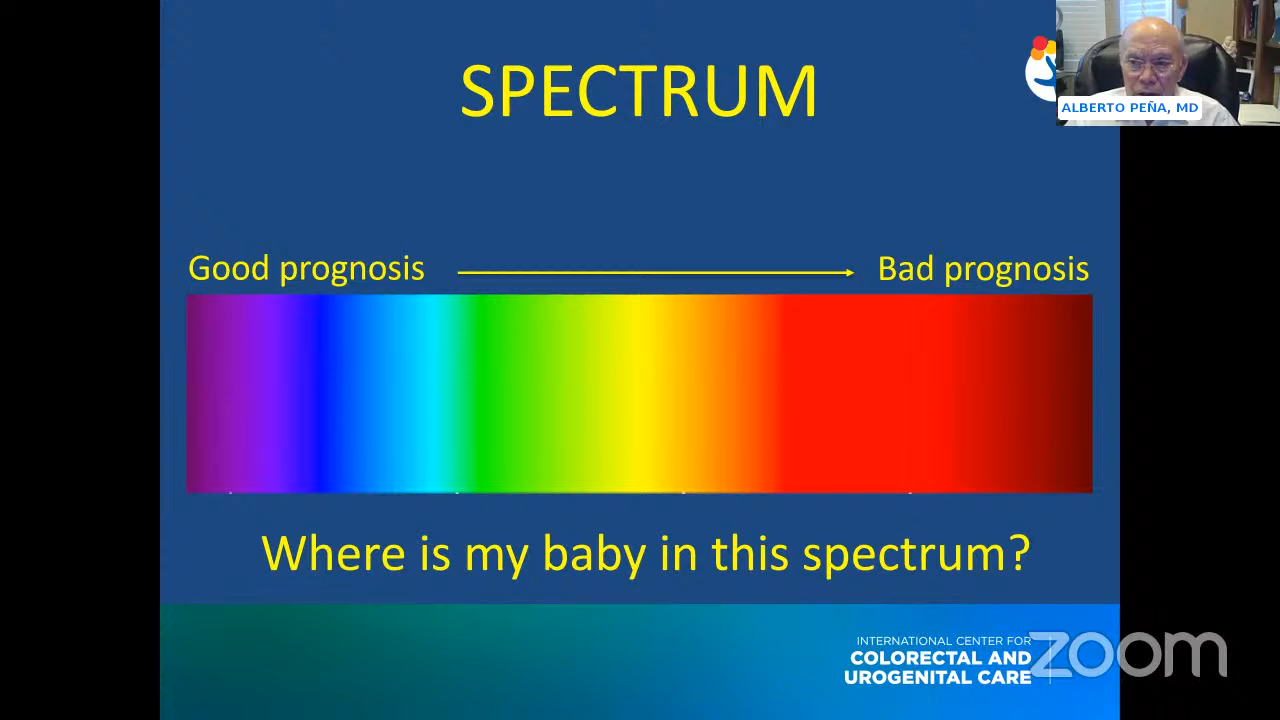 SPECTRUM
ALBERTO PEÑA, MD
Good prognosis
Bad prognosis
Where is my baby in this spectrum?
INTERNATIONAL CENTER FOR
COLORECTAL AND
UROGENITAL CARE
zoom